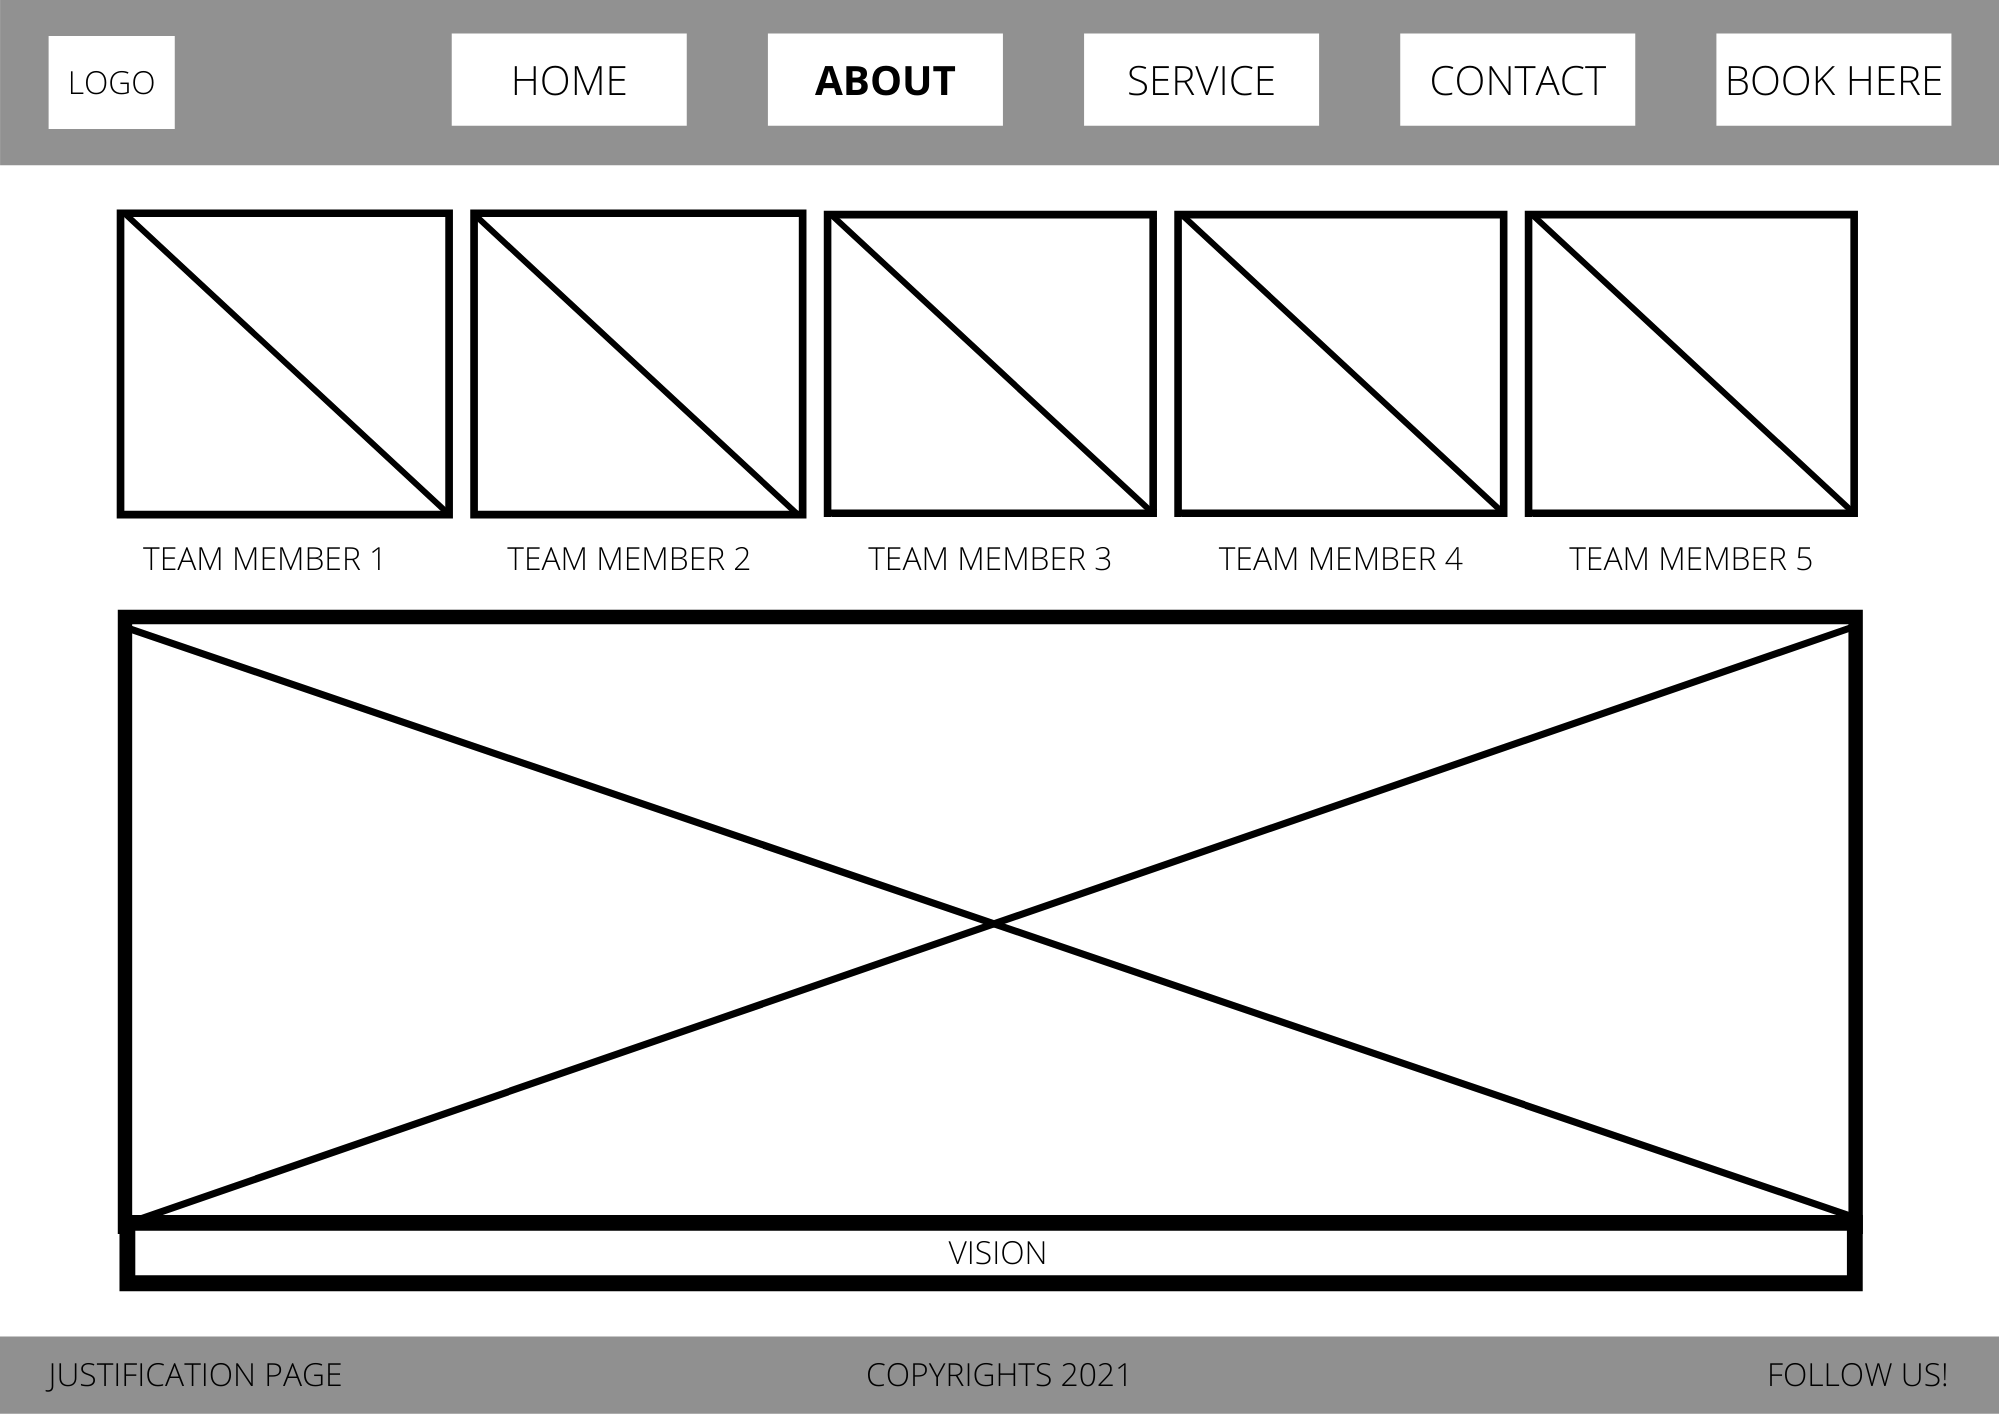 LOGO
HOME
ABOUT
SERVICE
CONTACT
BOOK HERE
TEAM MEMBER 1
TEAM MEMBER 2
TEAM MEMBER 3
TEAM MEMBER 4
TEAM MEMBER 5
VISION
JUSTIFICATION PAGE
COPYRIGHTS 2021
FOLLOW US!